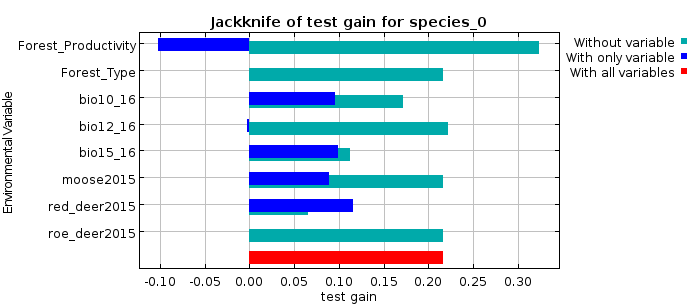 Jackknife of test gain for species_0
Environmental Variable
Forest_Productivity
Forest_Type
bio10_16
bio12_16
bio15_16
moose2015
red_deer2015
roe_deer2015
-0.10 -0.05 0.00 0.05 0.10 0.15 0.20 0.25 0.30
test gain
Without variable
With only variable
With all variables